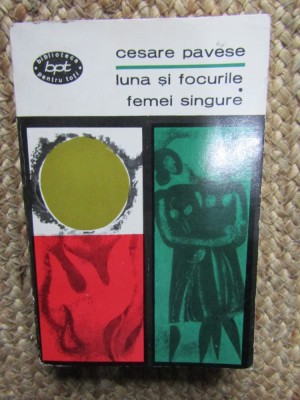 biblioteca
bpt
pentru toți
cesare pavese
luna și focurile
femei singure